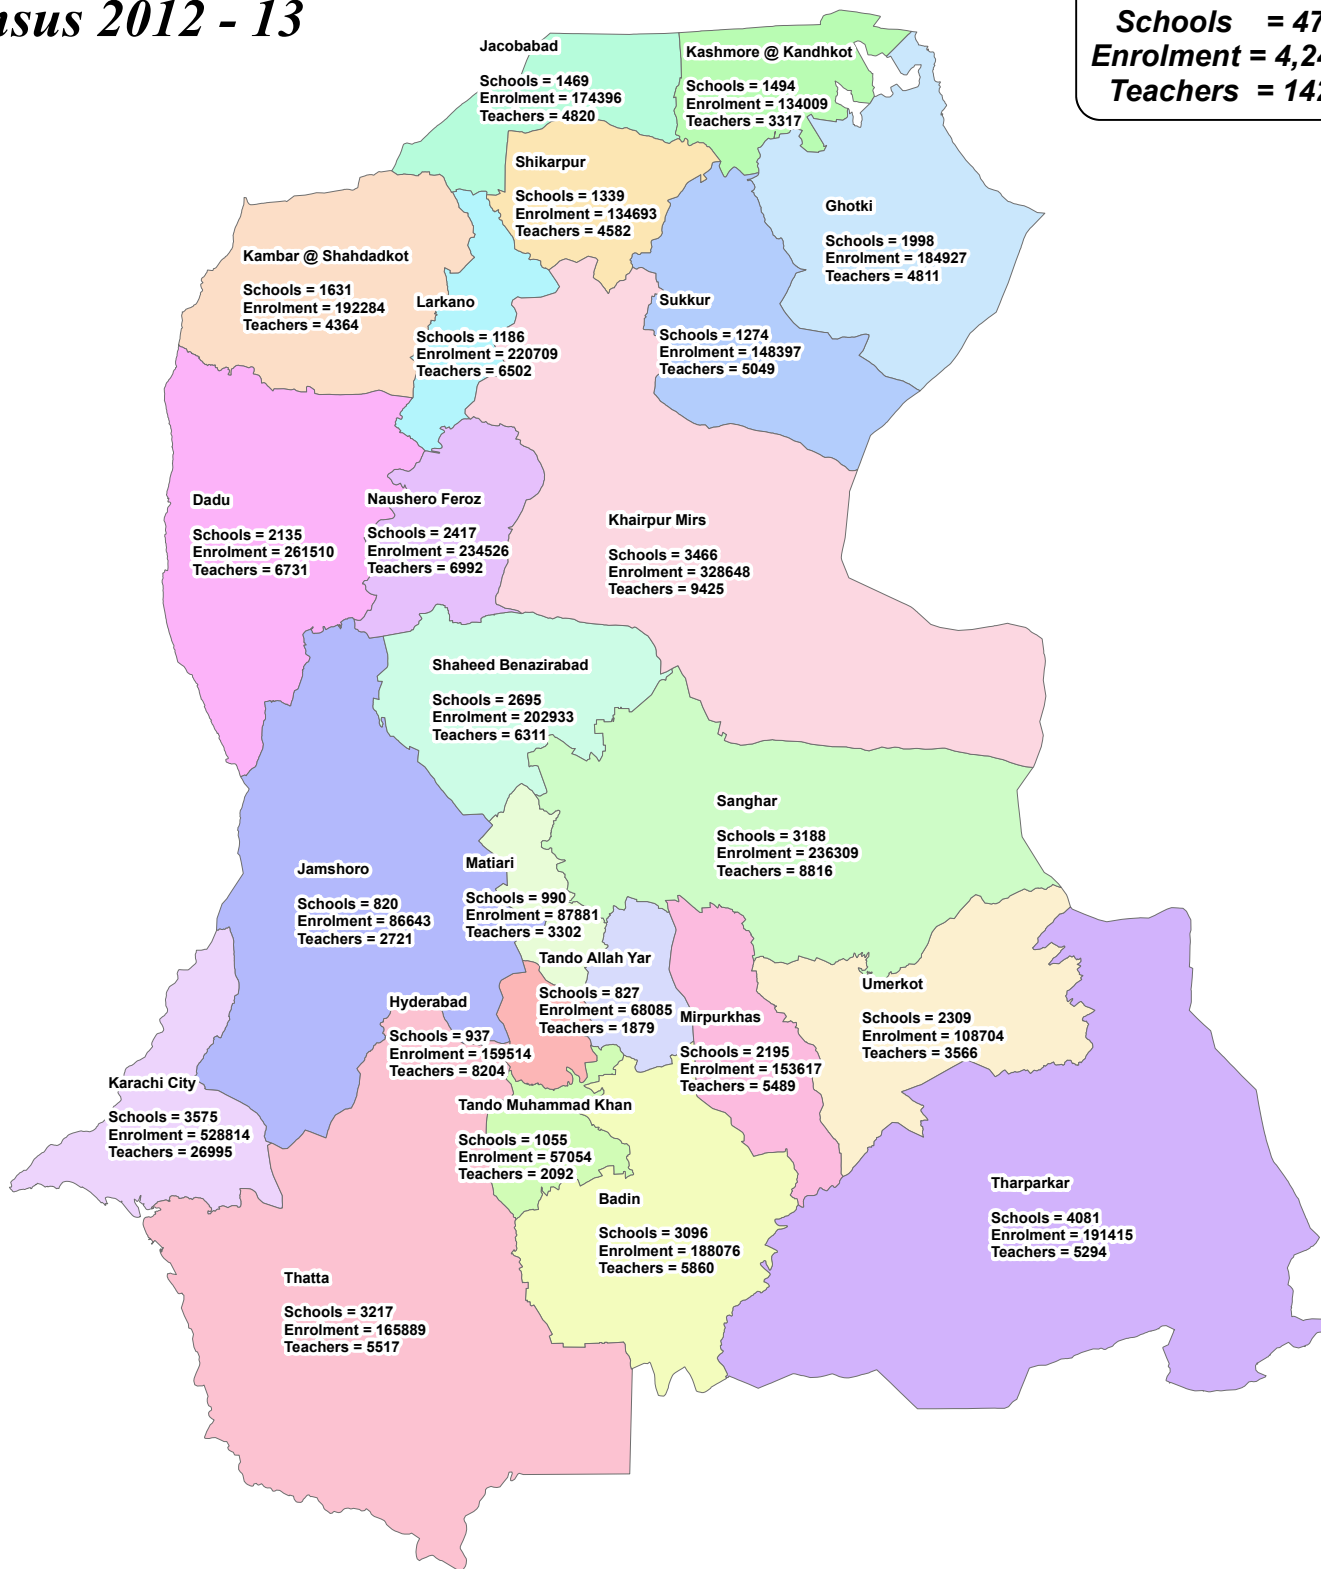 2012 - 13
Schools =
Enrolment =
Teachers =
Jacobabad
Schools = 1469
Enrolment = 174396
Teachers = 4820
Kashmore @ Kandhkot
Schools = 1494
Enrolment = 134009
Teachers = 3317
Shikarpur
Schools = 1339
Enrolment = 134693
Teachers = 4582
Ghotki
Schools = 1998
Enrolment = 184927
Teachers = 4811
Kambar @ Shahdadkot
Schools = 1631
Enrolment = 192284
Teachers = 4364
Larkano
Schools = 1186
Enrolment = 220709
Teachers = 6502
Sukkur
Schools = 1274
Enrolment = 148397
Teachers = 5049
Dadu
Schools = 2135
Enrolment = 261510
Teachers = 6731
Naushero Feroz
Schools = 2417
Enrolment = 234526
Teachers = 6992
Khairpur Mirs
Schools = 3466
Enrolment = 328648
Teachers = 9425
Shaheed Benazirabad
Schools = 2695
Enrolment = 202933
Teachers = 6311
Sanghar
Schools = 3188
Enrolment = 236309
Teachers = 8816
Jamshoro
Schools = 820
Enrolment = 86643
Teachers = 2721
Matiari
Schools = 990
Enrolment = 87881
Teachers = 3302
Tando Allah Yar
Schools = 827
Enrolment = 68085
Teachers = 1879
Umerkot
Schools = 2309
Enrolment = 108704
Teachers = 3566
Hyderabad
Schools = 937
Enrolment = 159514
Teachers = 8204
Mirpurkhas
Schools = 2195
Enrolment = 153617
Teachers = 5489
Karachi City
Schools = 3575
Enrolment = 528814
Teachers = 26995
Tando Muhammad Khan
Schools = 1055
Enrolment = 57054
Teachers = 2092
Badin
Schools = 3096
Enrolment = 188076
Teachers = 5860
Tharparkar
Schools = 4081
Enrolment = 191415
Teachers = 5294
Thatta
Schools = 3217
Enrolment = 165889
Teachers = 5517